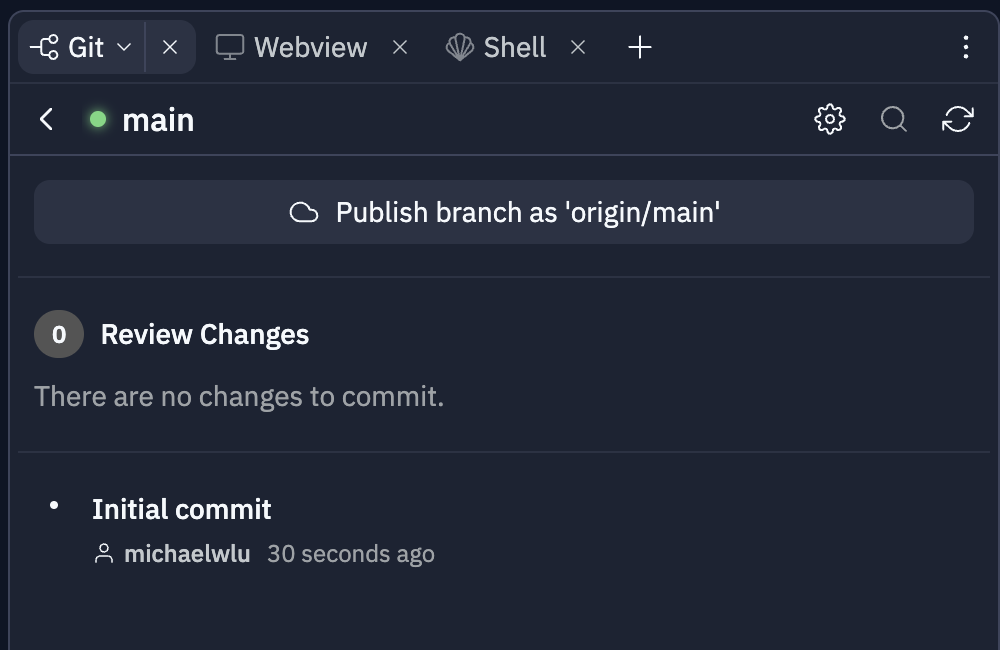 Git
Webview
Shell
main
Publish branch as 'origin/main'
0 Review Changes
There are no changes to commit.
Initial commit
michaelwlu 30 seconds ago